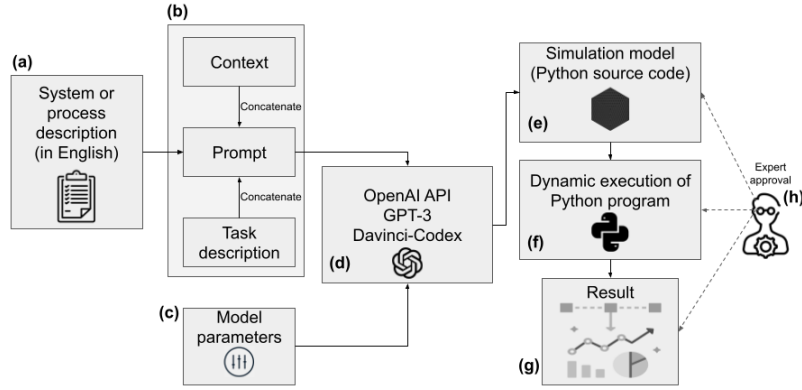 (a)
System or
process
description
(in English)
(b)
Context
Concatenate
Prompt
Concatenate
Task
description
(c)
Model
parameters
OpenAI API
GPT-3
Davinci-Codex
(d)
Simulation model
(Python source code)
(e)
Dynamic execution of
Python program
(f)
Result
(g)
Expert
approval
(h)